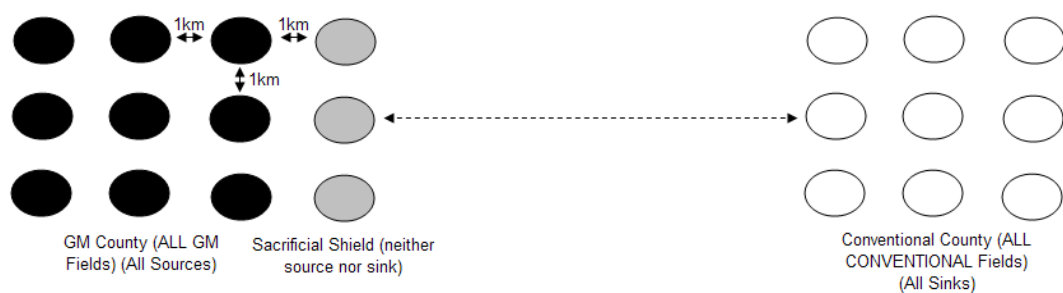 1km
1km
1km
GM County (ALL GM
Fields) (All Sources)
Sacrificial Shield (neither
source nor sink)
Conventional County (ALL
CONVENTIONAL Fields)
(All Sinks)